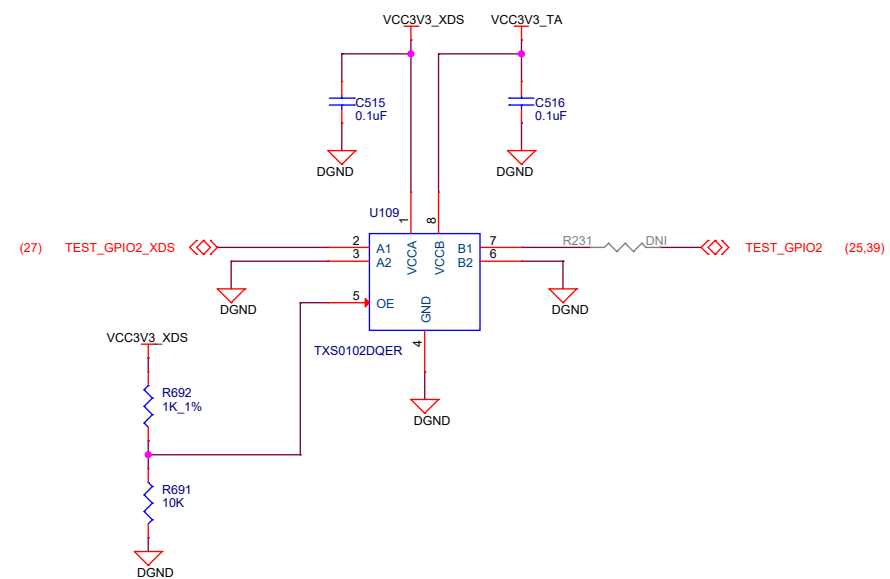 VCC3V3_XDS
VCC3V3_TA
C515
0.1uF
C516
0.1uF
DGND
DGND
U109
1
8
(27) TEST_GPIO2_XDS
2
A1
VCCA
VCCB
B1
7
R231
DNI
TEST_GPIO2 (25,39)
3
A2
B2
6
DGND
5
OE
GND
DGND
VCC3V3_XDS
4
TXS0102DQER
R692
1K_1%
DGND
R691
10K
DGND